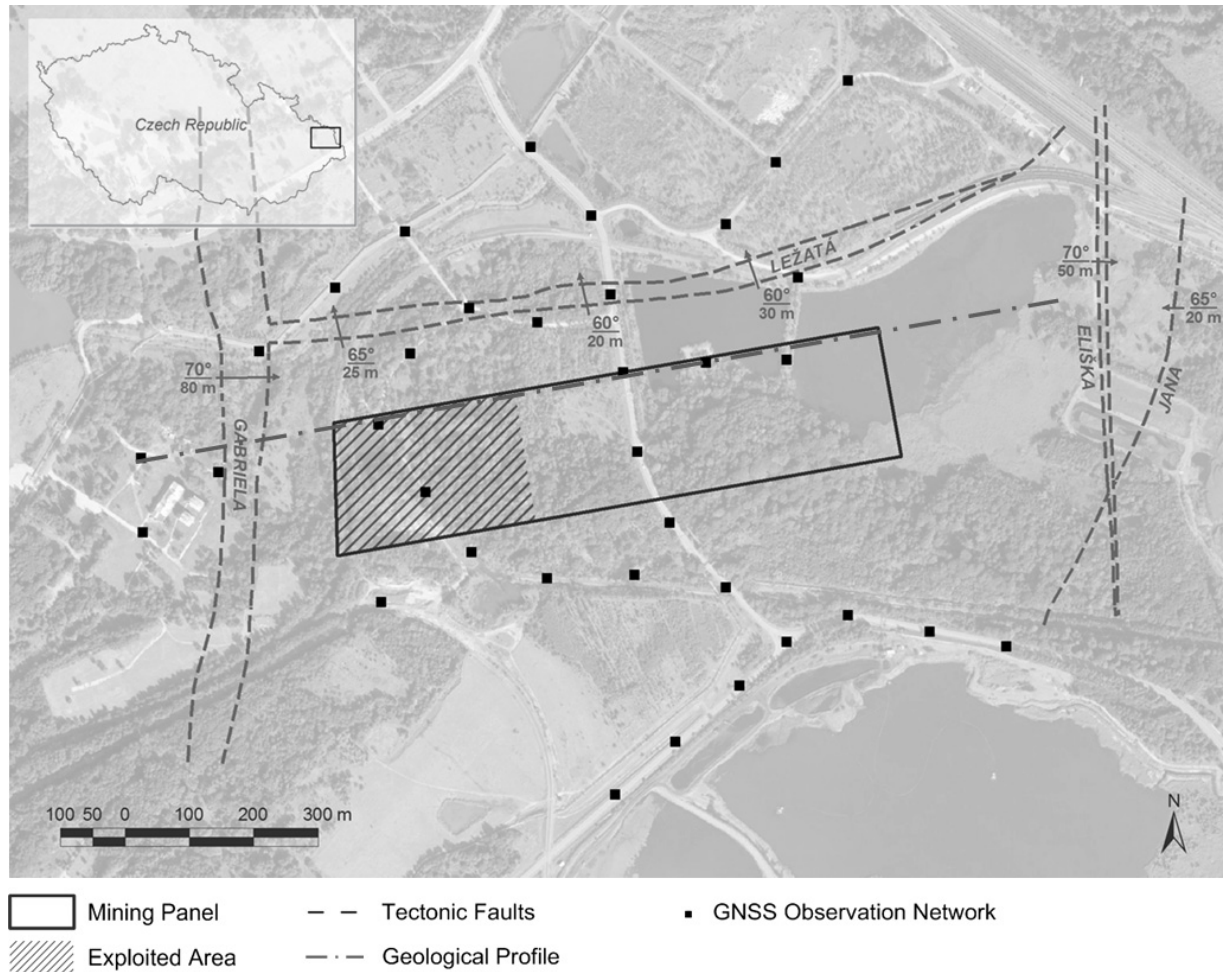 Czech Republic
LEŽATÁ
70°
50 m
60°
30 m
65°
20 m
60°
20 m
65°
25 m
70°
80 m
ELIŠKA
JANA
GABRIELA
100 50 0 100 200 300 m
N
Mining Panel
Tectonic Faults
GNSS Observation Network
Exploited Area
Geological Profile